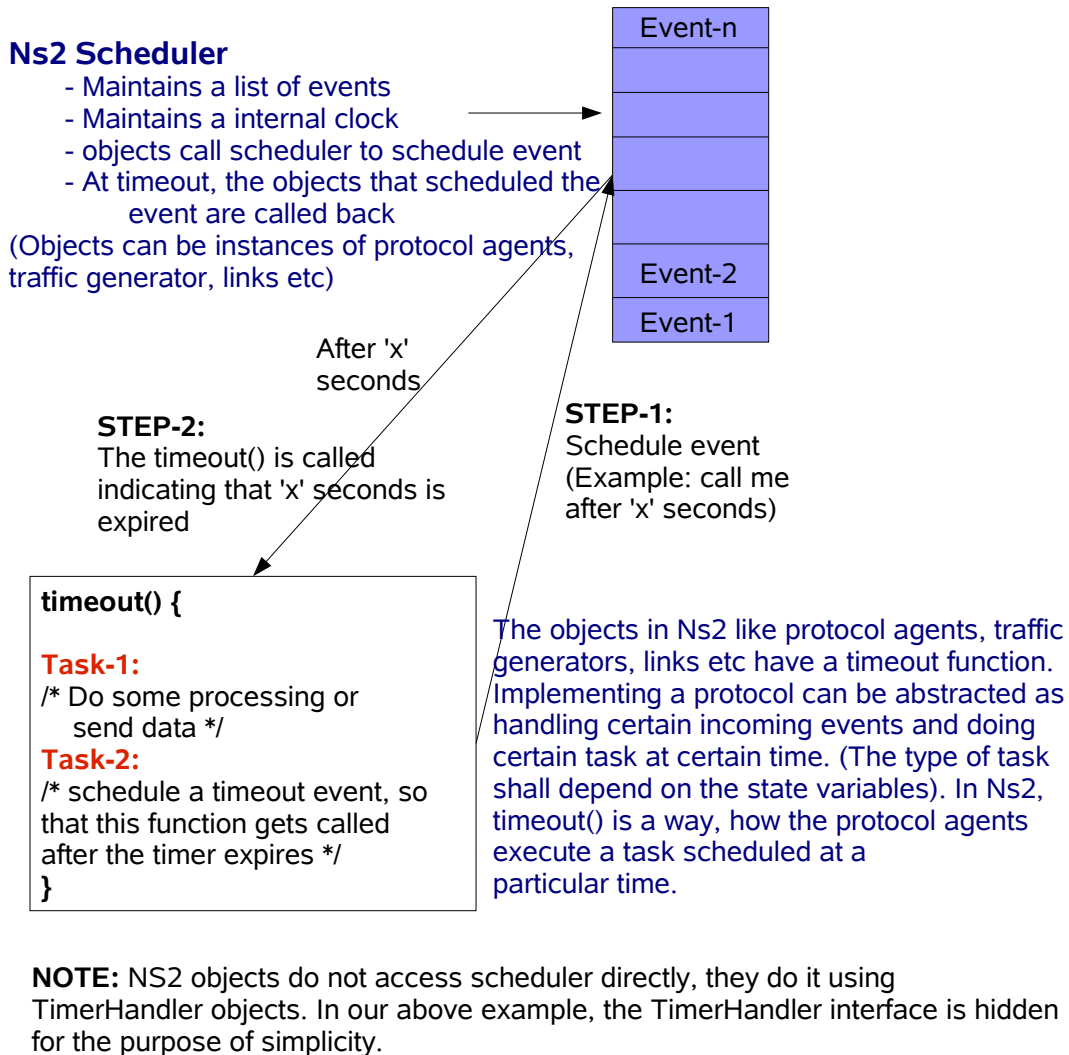 Event-n
Ns2 Scheduler
- Maintains a list of events
- Maintains a internal clock
- objects call scheduler to schedule event
- At timeout, the objects that scheduled the
event are called back
(Objects can be instances of protocol agents,
traffic generator, links etc)
Event-2
Event-1
After 'x'
seconds
STEP-2:
The timeout() is called
indicating that 'x' seconds is
expired
STEP-1:
Schedule event
(Example: call me
after 'x' seconds)
timeout() {
Task-1:
/* Do some processing or
send data */
Task-2:
/* schedule a timeout event, so
that this function gets called
after the timer expires */
}
The objects in Ns2 like protocol agents, traffic
generators, links etc have a timeout function.
Implementing a protocol can be abstracted as
handling certain incoming events and doing
certain task at certain time. (The type of task
shall depend on the state variables). In Ns2,
timeout() is a way, how the protocol agents
execute a task scheduled at a
particular time.
NOTE: NS2 objects do not access scheduler directly, they do it using
TimerHandler objects. In our above example, the TimerHandler interface is hidden
for the purpose of simplicity.